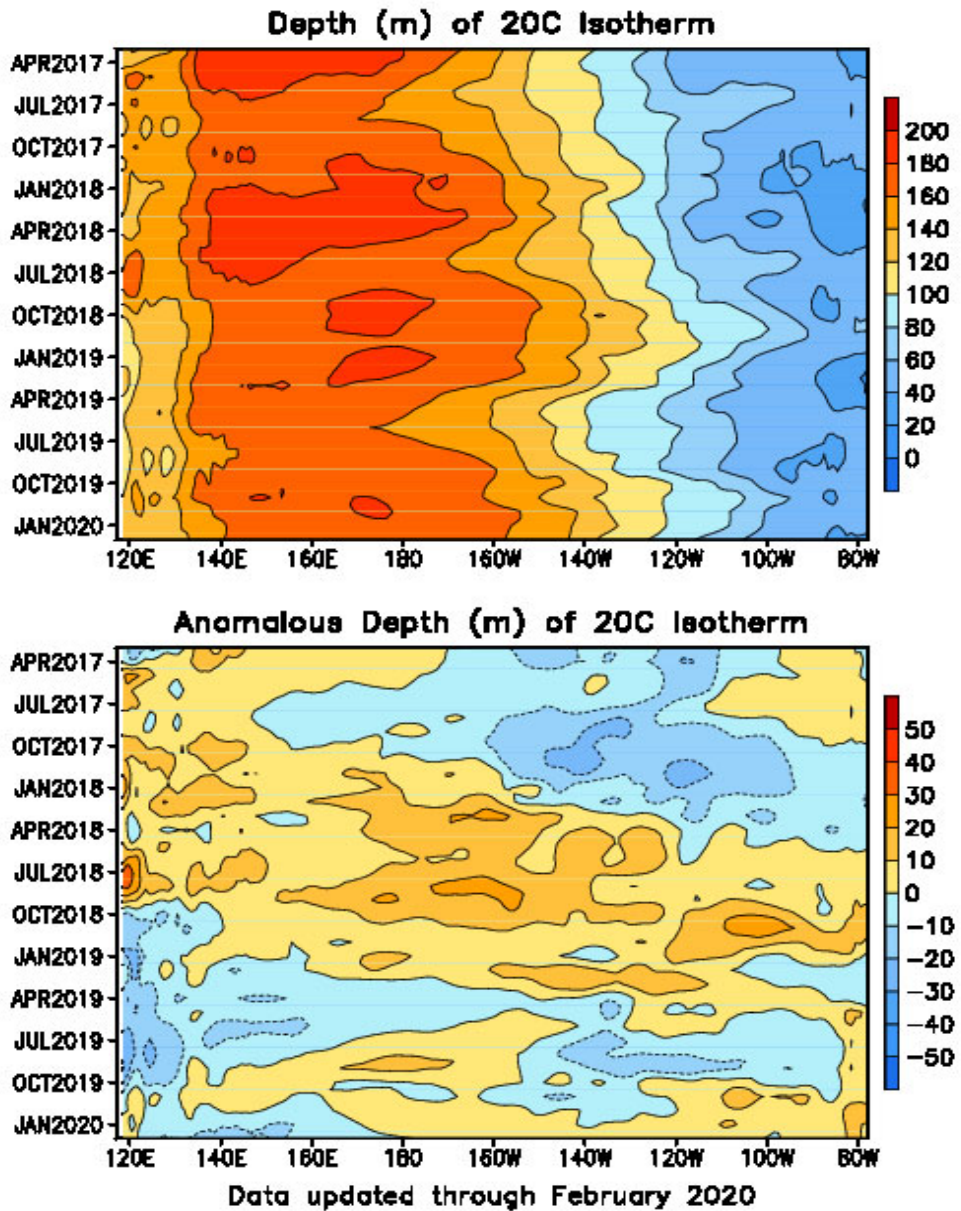 Depth (m) of 20C Isotherm
APR2017
JUL2017
OCT2017
JAN2018
APR2018
JUL2018
OCT2018
JAN2019
APR2019
JUL2019
OCT2019
JAN2020
120E 140E 160E 180 160W 140W 120W 100W 80W
200
180
160
140
120
100
80
60
40
20
0
Anomalous Depth (m) of 20C Isotherm
APR2017
JUL2017
OCT2017
JAN2018
APR2018
JUL2018
OCT2018
JAN2019
APR2019
JUL2019
OCT2019
JAN2020
120E 140E 160E 180 160W 140W 120W 100W 80W
50
40
30
20
10
0
-10
-20
-30
-40
-50
Data updated through February 2020